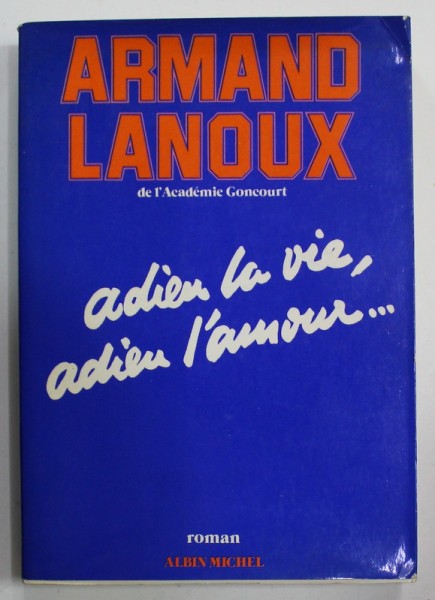 ARMAND
LANOUX
de l'Académie Goncourt
adieu la vie,
adieu l'amour...
roman
ALBIN MICHEL